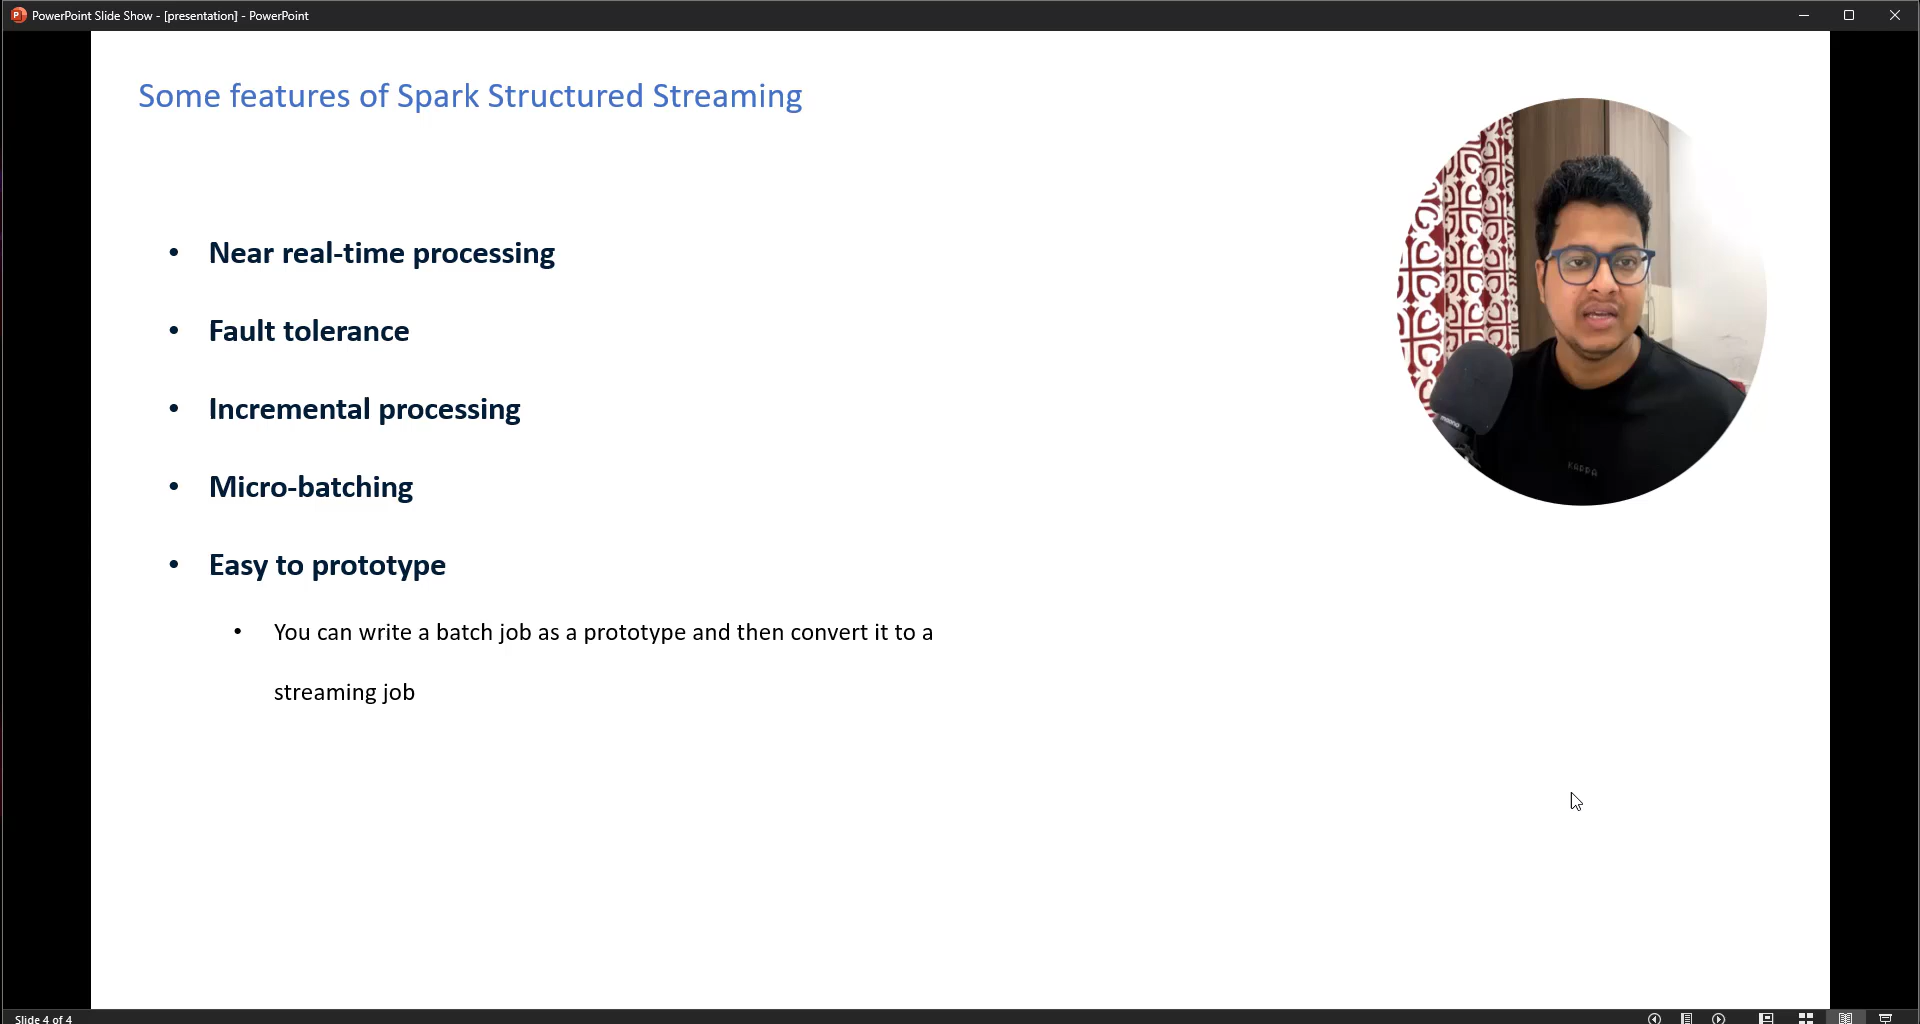 PowerPoint Slide Show - [presentation] - PowerPoint
Some features of Spark Structured Streaming
• Near real-time processing
• Fault tolerance
• Incremental processing
• Micro-batching
• Easy to prototype
• You can write a batch job as a prototype and then convert it to a
streaming job
KAPPA
Slide 4 of 4